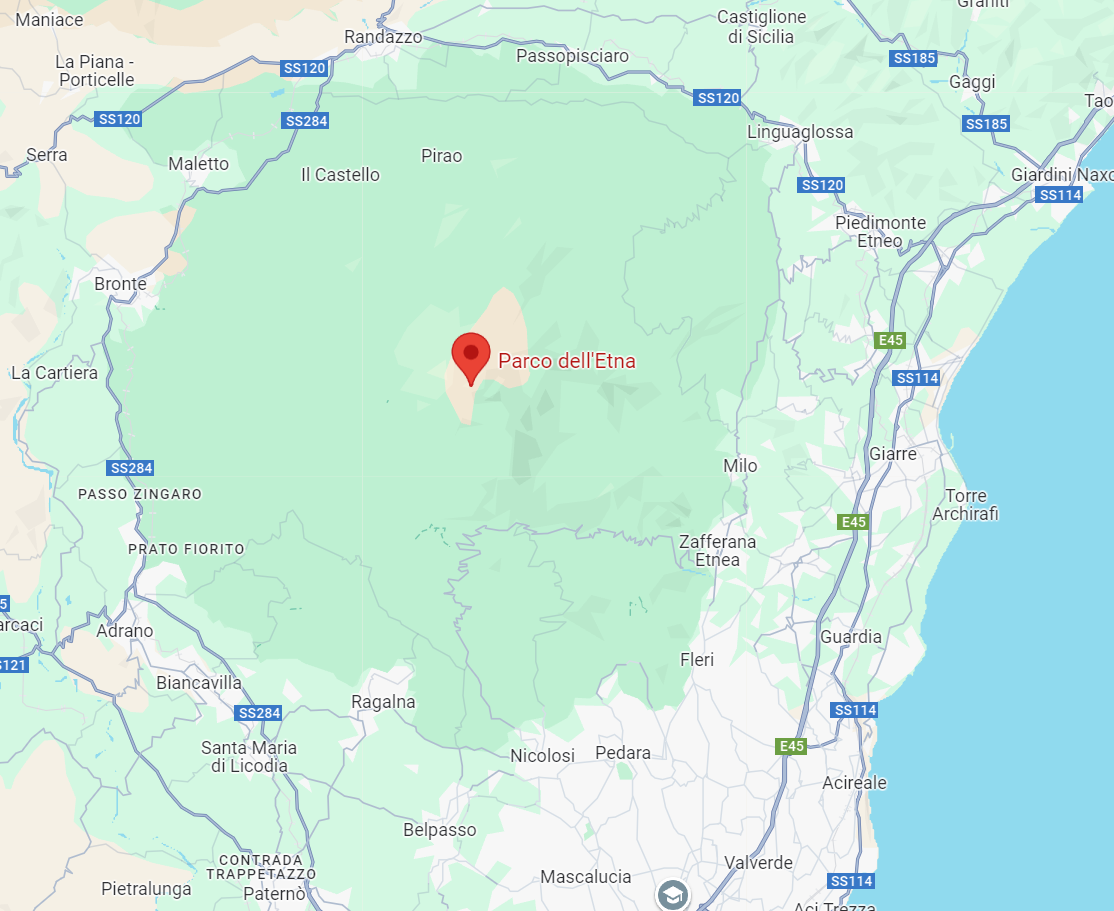 Maniace
Graniti
Castiglione
di Sicilia
Randazzo
Passopisciaro
SS185
La Piana -
Porticelle
SS120
Gaggi
SS120
Tao
SS120
SS284
SS185
Linguaglossa
Serra
Maletto
Pirao
Il Castello
Giardini Naxo
SS120
SS114
Piedimonte
Etneo
Bronte
E45
Parco dell'Etna
La Cartiera
SS114
Giarre
SS284
Milo
PASSO ZINGARO
Torre
Archirafi
E45
PRATO FIORITO
Zafferana
Etnea
5
arcaci
Adrano
Guardia
SS121
Fleri
Biancavilla
Ragalna
SS284
SS114
Santa Maria
di Licodia
E45
Nicolosi
Pedara
Acireale
Belpasso
CONTRADA
TRAPPETAZZO
Valverde
Mascalucia
SS114
Pietralunga
Paternò
Aci Trezza